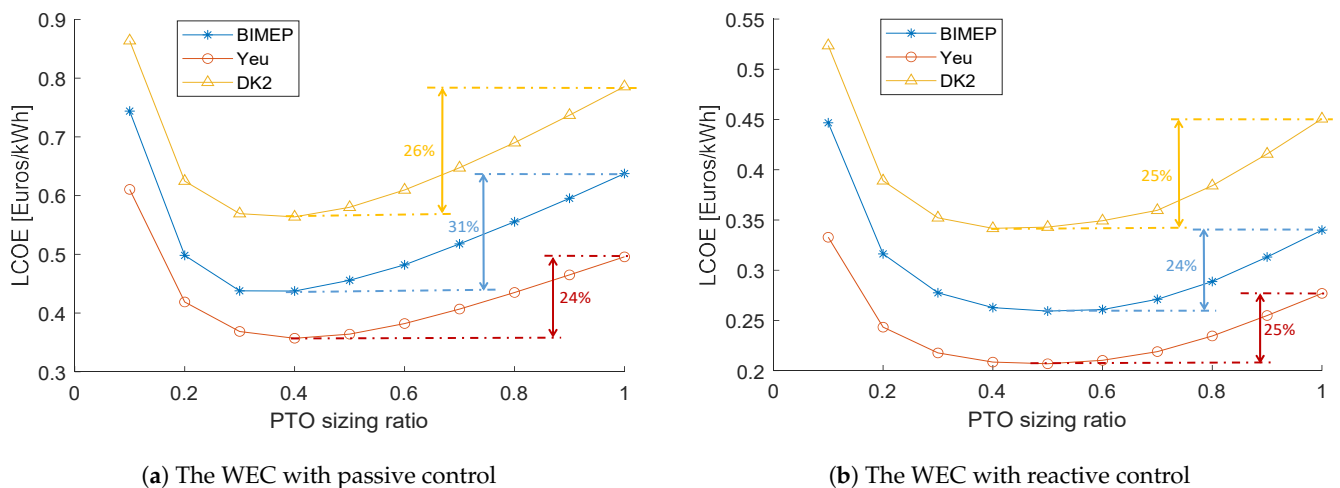 LCOE [Euros/kWh]
0.9
0.8
0.7
0.6
0.5
0.4
0.3
BIMEP
Yeu
DK2
26%
31%
24%
0 0.2 0.4 0.6 0.8 1
PTO sizing ratio
(a) The WEC with passive control
LCOE [Euros/kWh]
0.55
0.5
0.45
0.4
0.35
0.3
0.25
0.2
BIMEP
Yeu
DK2
25%
24%
25%
0 0.2 0.4 0.6 0.8 1
PTO sizing ratio
(b) The WEC with reactive control